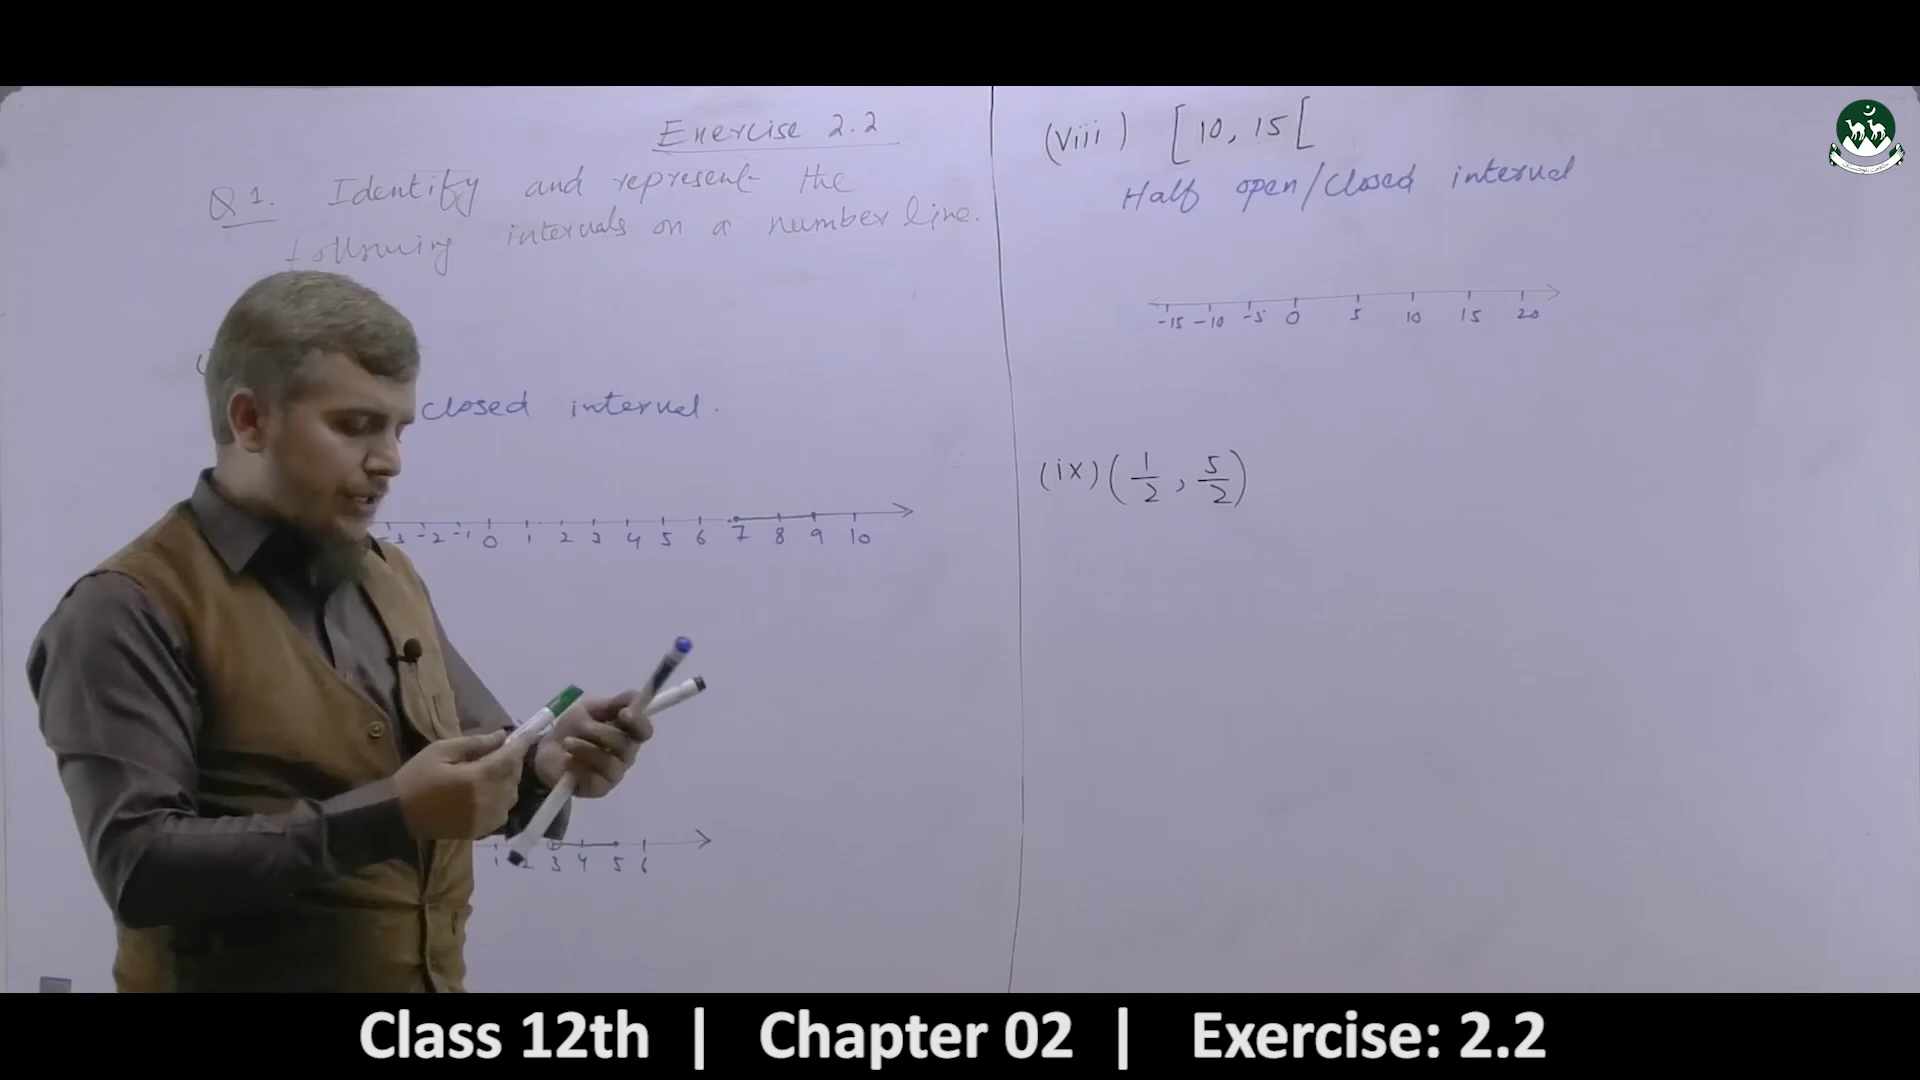 Exercise 2.2
Q1. Identify and represent the
following intervals on a number line.
closed interval.
-3 -2 -1 0 1 2 3 4 5 6 7 8 9 10
1 2 3 4 5 6
(viii) [10, 15[
Half open/closed interval
-15 -10 -5 0 5 10 15 20
(ix) (1/2, 5/2)
Class 12th | Chapter 02 | Exercise: 2.2